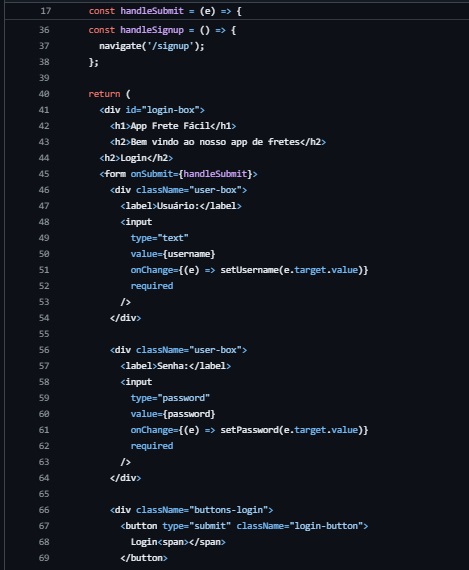 17 const handleSubmit = (e) => {
36 const handleSignup = () => {
37 navigate('/signup');
38 };
39
40 return (
41 <div id="login-box">
42 <h1>App Frete Fácil</h1>
43 <h2>Bem vindo ao nosso app de fretes</h2>
44 <h2>Login</h2>
45 <form onSubmit={handleSubmit}>
46 <div className="user-box">
47 <label>Usuário:</label>
48 <input
49 type="text"
50 value={username}
51 onChange={(e) => setUsername(e.target.value)}
52 required
53 />
54 </div>
55
56 <div className="user-box">
57 <label>Senha:</label>
58 <input
59 type="password"
60 value={password}
61 onChange={(e) => setPassword(e.target.value)}
62 required
63 />
64 </div>
65
66 <div className="buttons-login">
67 <button type="submit" className="login-button">
68 Login<span></span>
69 </button>